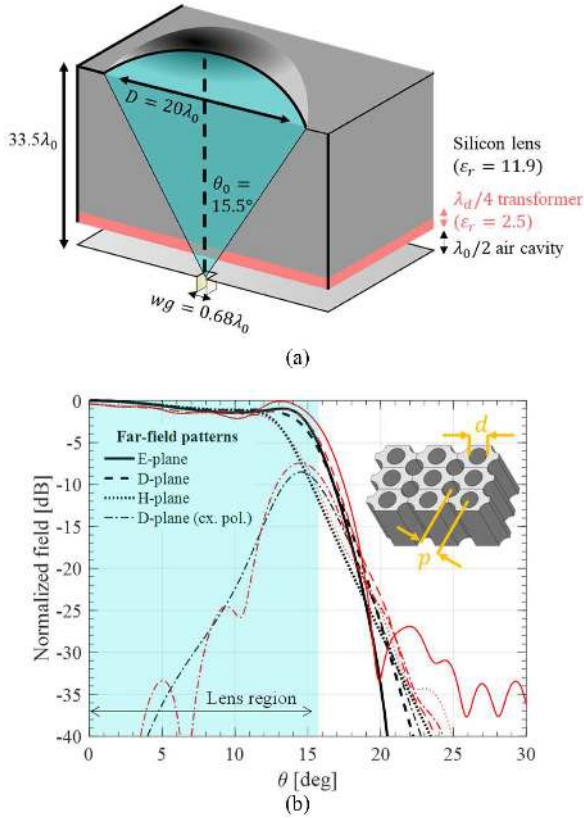 33.5λ₀
D = 20λ₀
θ₀ =
15.5°
wg = 0.68λ₀
Silicon lens
(εᵣ = 11.9)
λ_d/4 transformer
(εᵣ = 2.5)
λ₀/2 air cavity
(a)
Normalized field [dB]
0
-5
-10
-15
-20
-25
-30
-35
-40
Far-field patterns
E-plane
D-plane
H-plane
D-plane (cx. pol.)
d
p
Lens region
0 5 10 15 20 25 30
θ [deg]
(b)